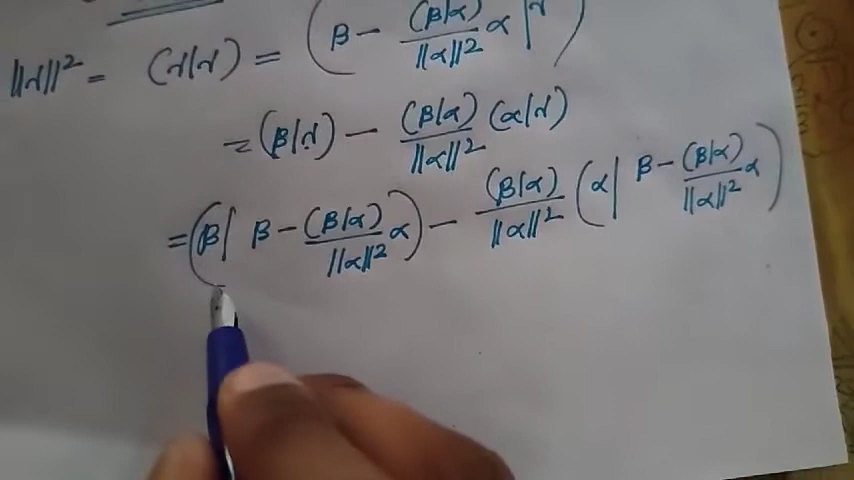 ||γ||² = (γ|γ) = (β − (β|α)/||α||² α | γ)
= (β|γ) − (β|α)/||α||² (α|γ)
= (β | β − (β|α)/||α||² α) − (β|α)/||α||² (α | β − (β|α)/||α||² α)